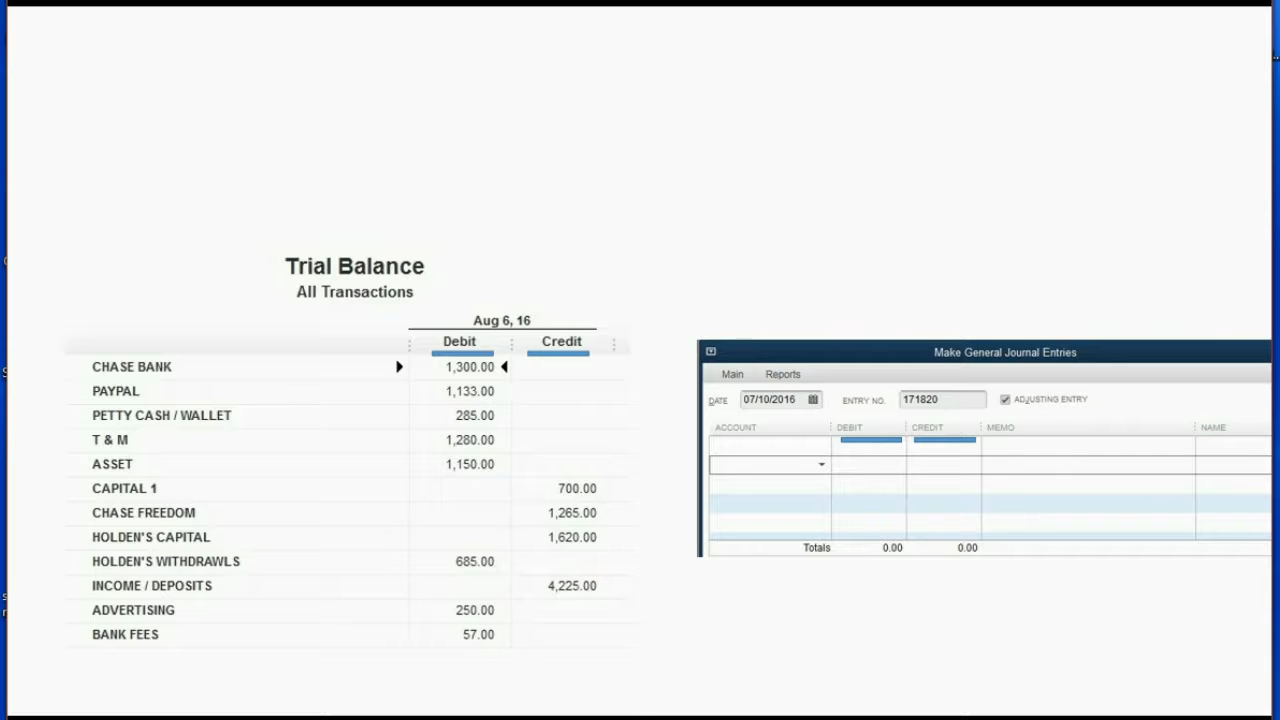 Trial Balance
All Transactions
Aug 6, 16
Debit Credit
CHASE BANK 1,300.00
PAYPAL 1,133.00
PETTY CASH / WALLET 285.00
T & M 1,280.00
ASSET 1,150.00
CAPITAL 1 700.00
CHASE FREEDOM 1,265.00
HOLDEN'S CAPITAL 1,620.00
HOLDEN'S WITHDRAWLS 685.00
INCOME / DEPOSITS 4,225.00
ADVERTISING 250.00
BANK FEES 57.00
Make General Journal Entries
Main Reports
DATE 07/10/2016 ENTRY NO. 171820 ADJUSTING ENTRY
ACCOUNT DEBIT CREDIT MEMO NAME
Totals 0.00 0.00